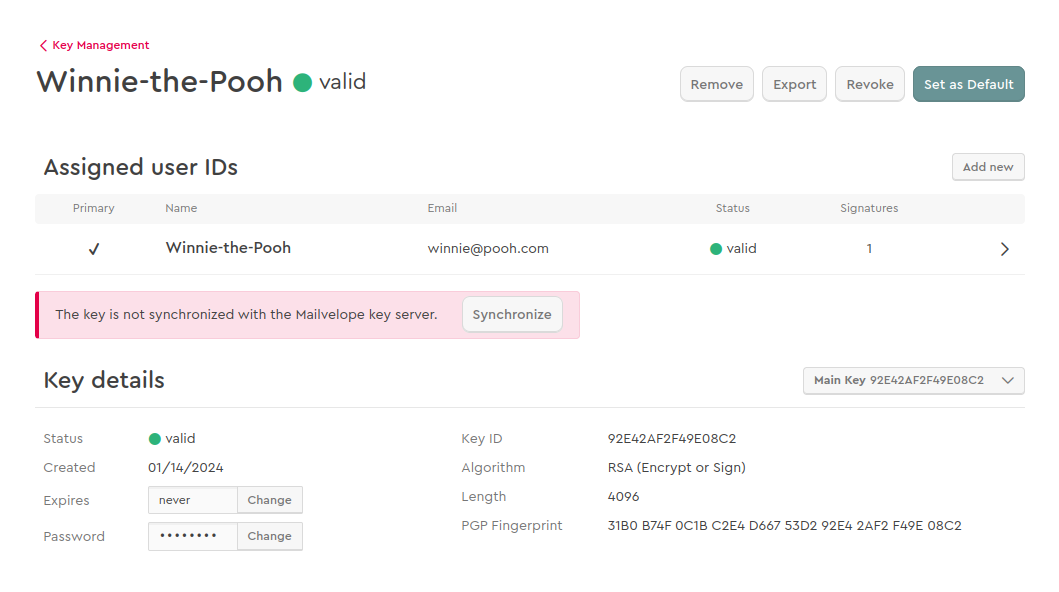 Key Management
Winnie-the-Pooh valid Remove Export Revoke Set as Default
Assigned user IDs Add new
Primary Name Email Status Signatures
✓ Winnie-the-Pooh winnie@pooh.com valid 1
The key is not synchronized with the Mailvelope key server. Synchronize
Key details Main Key 92E42AF2F49E08C2
Status valid Key ID 92E42AF2F49E08C2
Created 01/14/2024 Algorithm RSA (Encrypt or Sign)
Expires never Change Length 4096
Password •••••••• Change PGP Fingerprint 31B0 B74F 0C1B C2E4 D667 53D2 92E4 2AF2 F49E 08C2